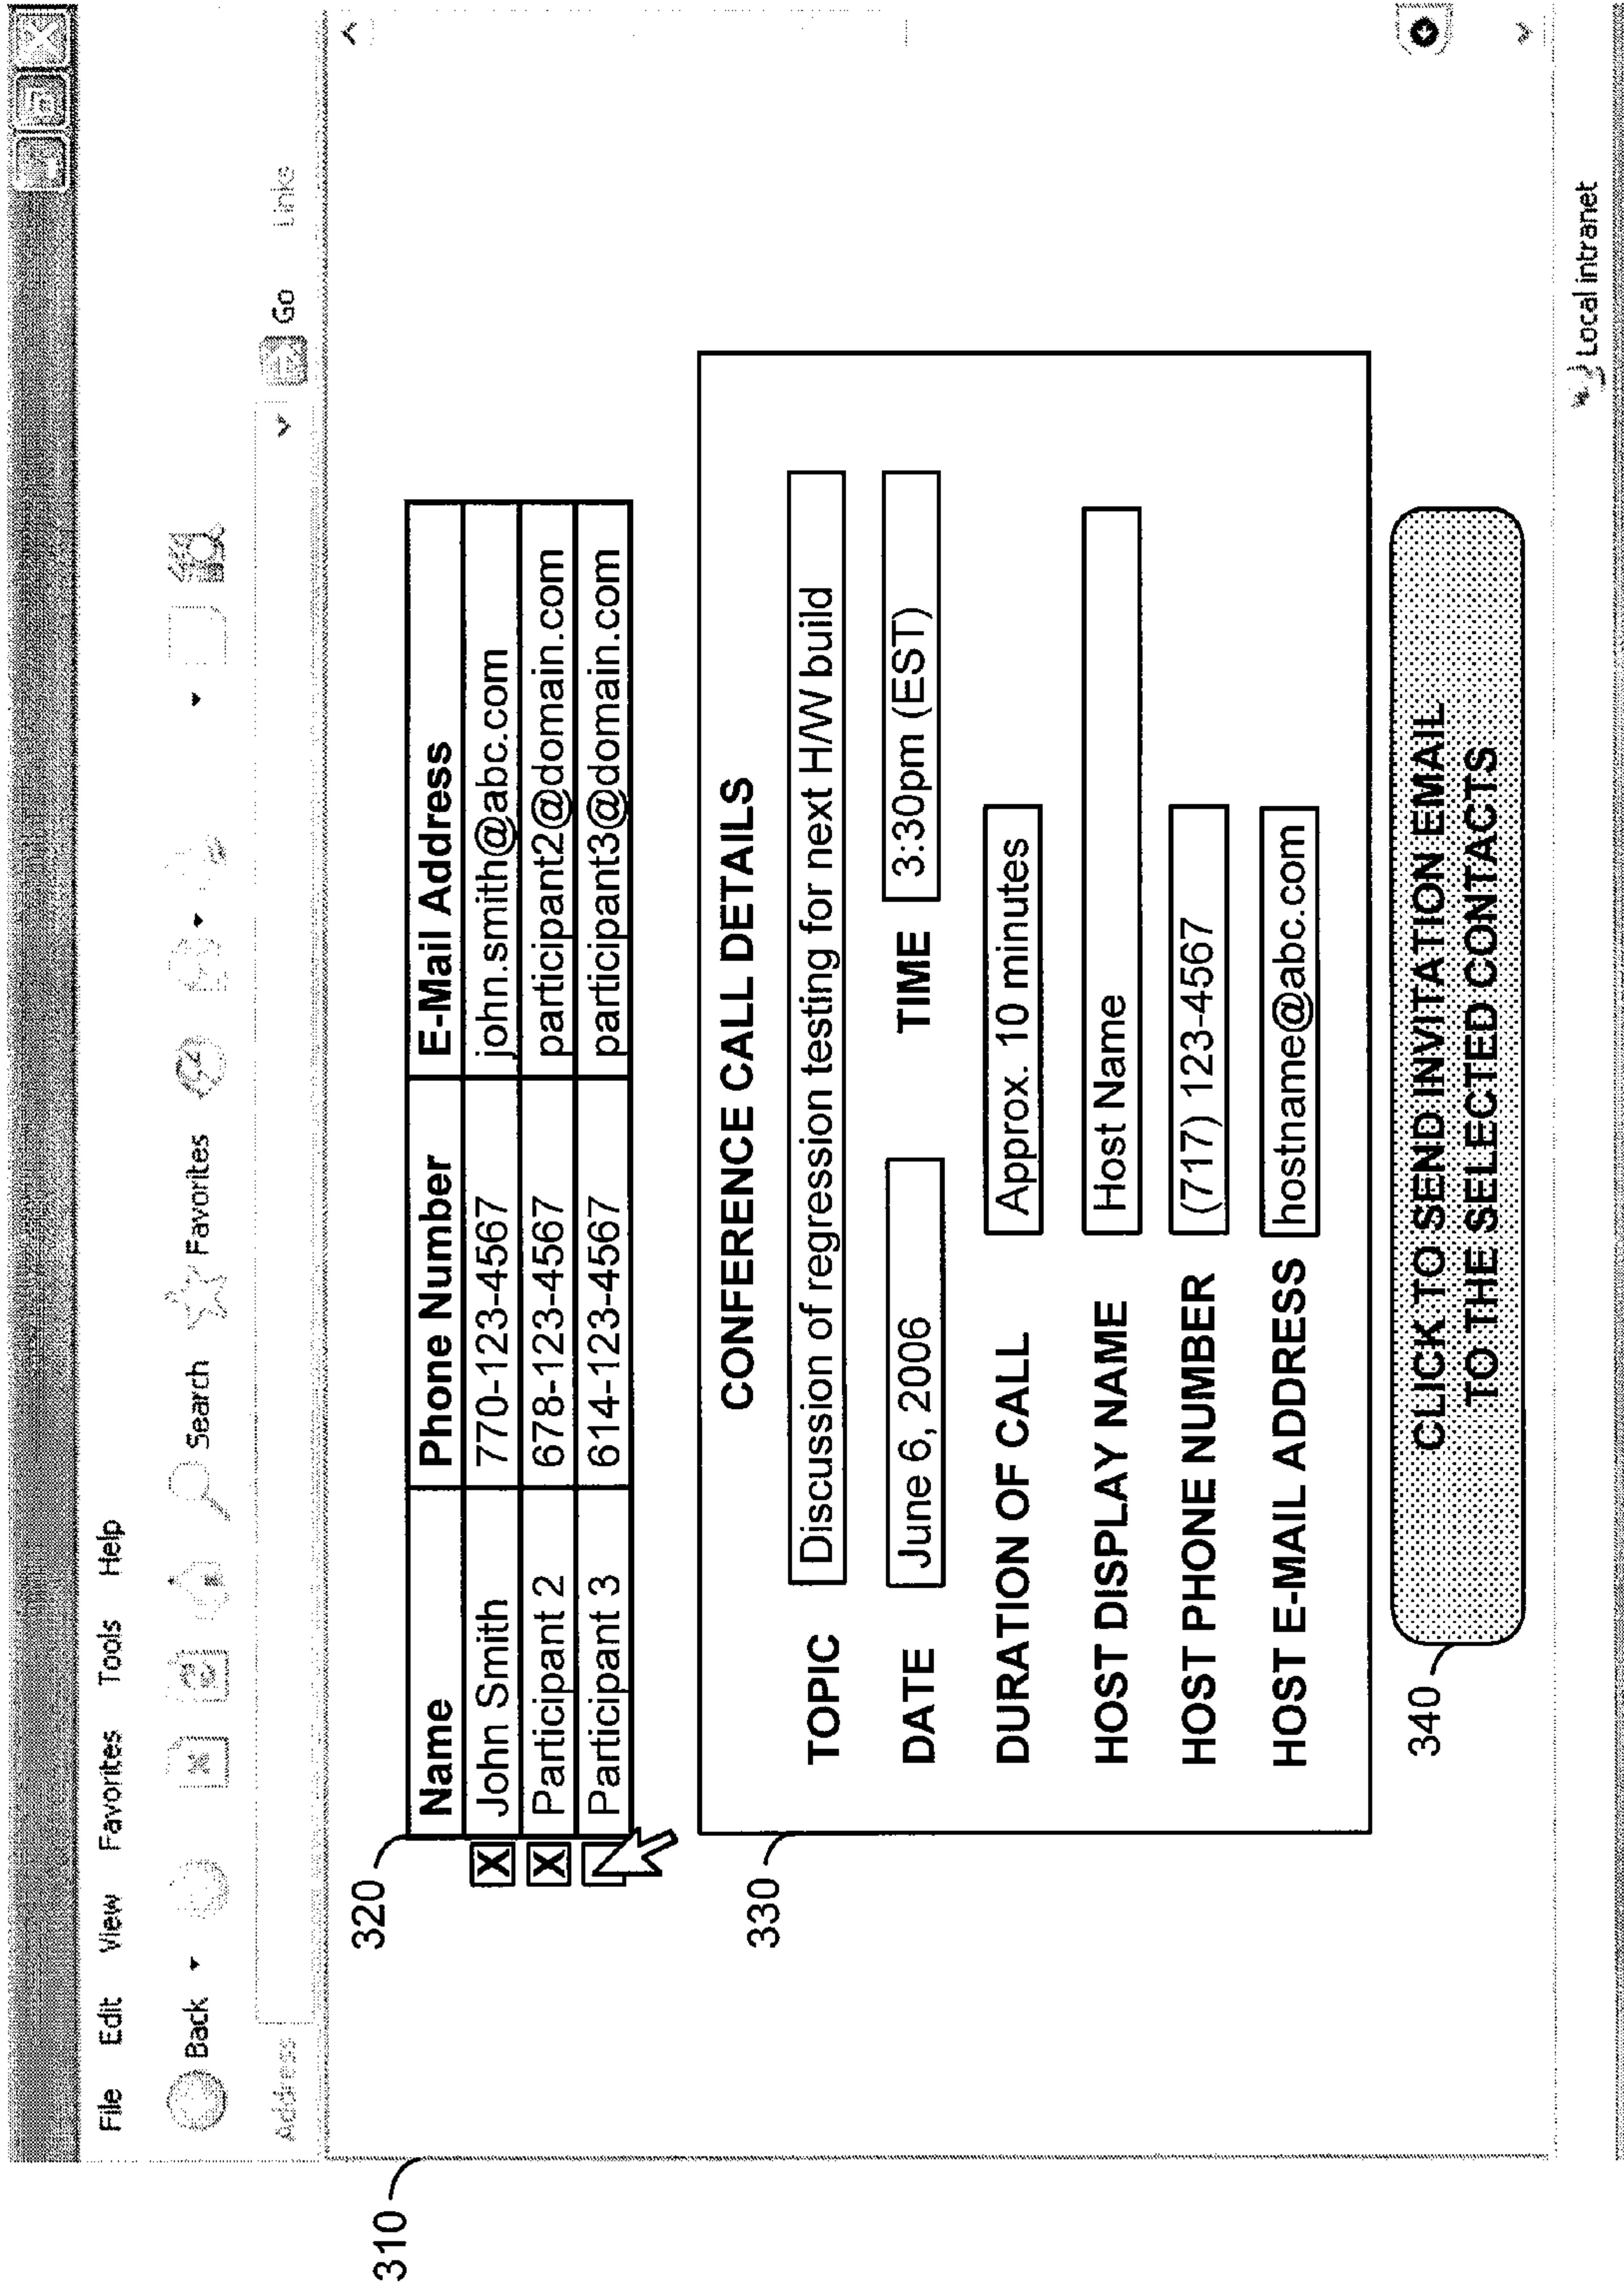 File Edit View Favorites Tools Help
Back Search Favorites
Address Go Links
310
320
Name Phone Number E-Mail Address
X John Smith 770-123-4567 john.smith@abc.com
X Participant 2 678-123-4567 participant2@domain.com
Participant 3 614-123-4567 participant3@domain.com
330
CONFERENCE CALL DETAILS
TOPIC Discussion of regression testing for next H/W build
DATE June 6, 2006 TIME 3:30pm (EST)
DURATION OF CALL Approx. 10 minutes
HOST DISPLAY NAME Host Name
HOST PHONE NUMBER (717) 123-4567
HOST E-MAIL ADDRESS hostname@abc.com
340
CLICK TO SEND INVITATION EMAIL
TO THE SELECTED CONTACTS
Local intranet